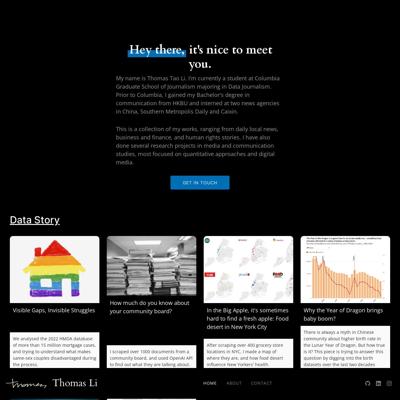 Hey there, it's nice to meet
you.
My name is Thomas Tao Li. I'm currently a student at Columbia
Graduate School of Journalism majoring in Data Journalism.
Prior to Columbia, I gained my Bachelor's degree in
communication from HKBU and interned at two news agencies
in China, Southern Metropolis Daily and Caixin.
This is a collection of my works, ranging from daily local news,
business and finance, and human rights stories. I have also
done several research projects in media and communication
studies, most focused on quantitative approaches and digital
media.
GET IN TOUCH
Data Story
Visible Gaps, Invisible Struggles
How much do you know about
your community board?
In the Big Apple, it's sometimes
hard to find a fresh apple: Food
desert in New York City
Why the Year of Dragon brings
baby boom?
We analysed the 2022 HMDA database
of more than 15 million mortgage cases,
and trying to understand what makes
same-sex couples disadvantaged during
the process.
I scraped over 1000 documents from a
community board, and used OpenAI API
to find out what they are talking about.
After scraping over 400 grocery store
locations in NYC, I made a map of
where they are, and how food desert
influence New Yorkers' health.
There is always a myth in Chinese
community about higher birth rate in
the Lunar Year of Dragon. But how true
is it? This piece is trying to answer this
question by digging into the birth
datasets over the last two decades
Thomas Li
HOME
ABOUT
CONTACT